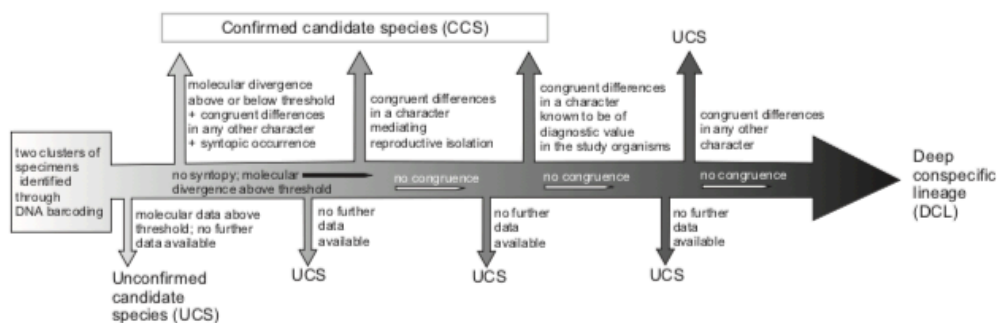 Confirmed candidate species (CCS)
UCS
molecular divergence
above or below threshold
+ congruent differences
in any other character
+ syntopic occurrence
congruent differences
in a character
mediating
reproductive isolation
congruent differences
in a character
known to be of
diagnostic value
in the study organisms
congruent differences
in any other
character
two clusters of
specimens
identified
through
DNA barcoding
no syntopy; molecular
divergence above threshold
no congruence
no congruence
no congruence
Deep
conspecific
lineage
(DCL)
molecular data above
threshold; no further
data available
no further
data
available
no further
data
available
no further
data
available
Unconfirmed
candidate
species (UCS)
UCS
UCS
UCS